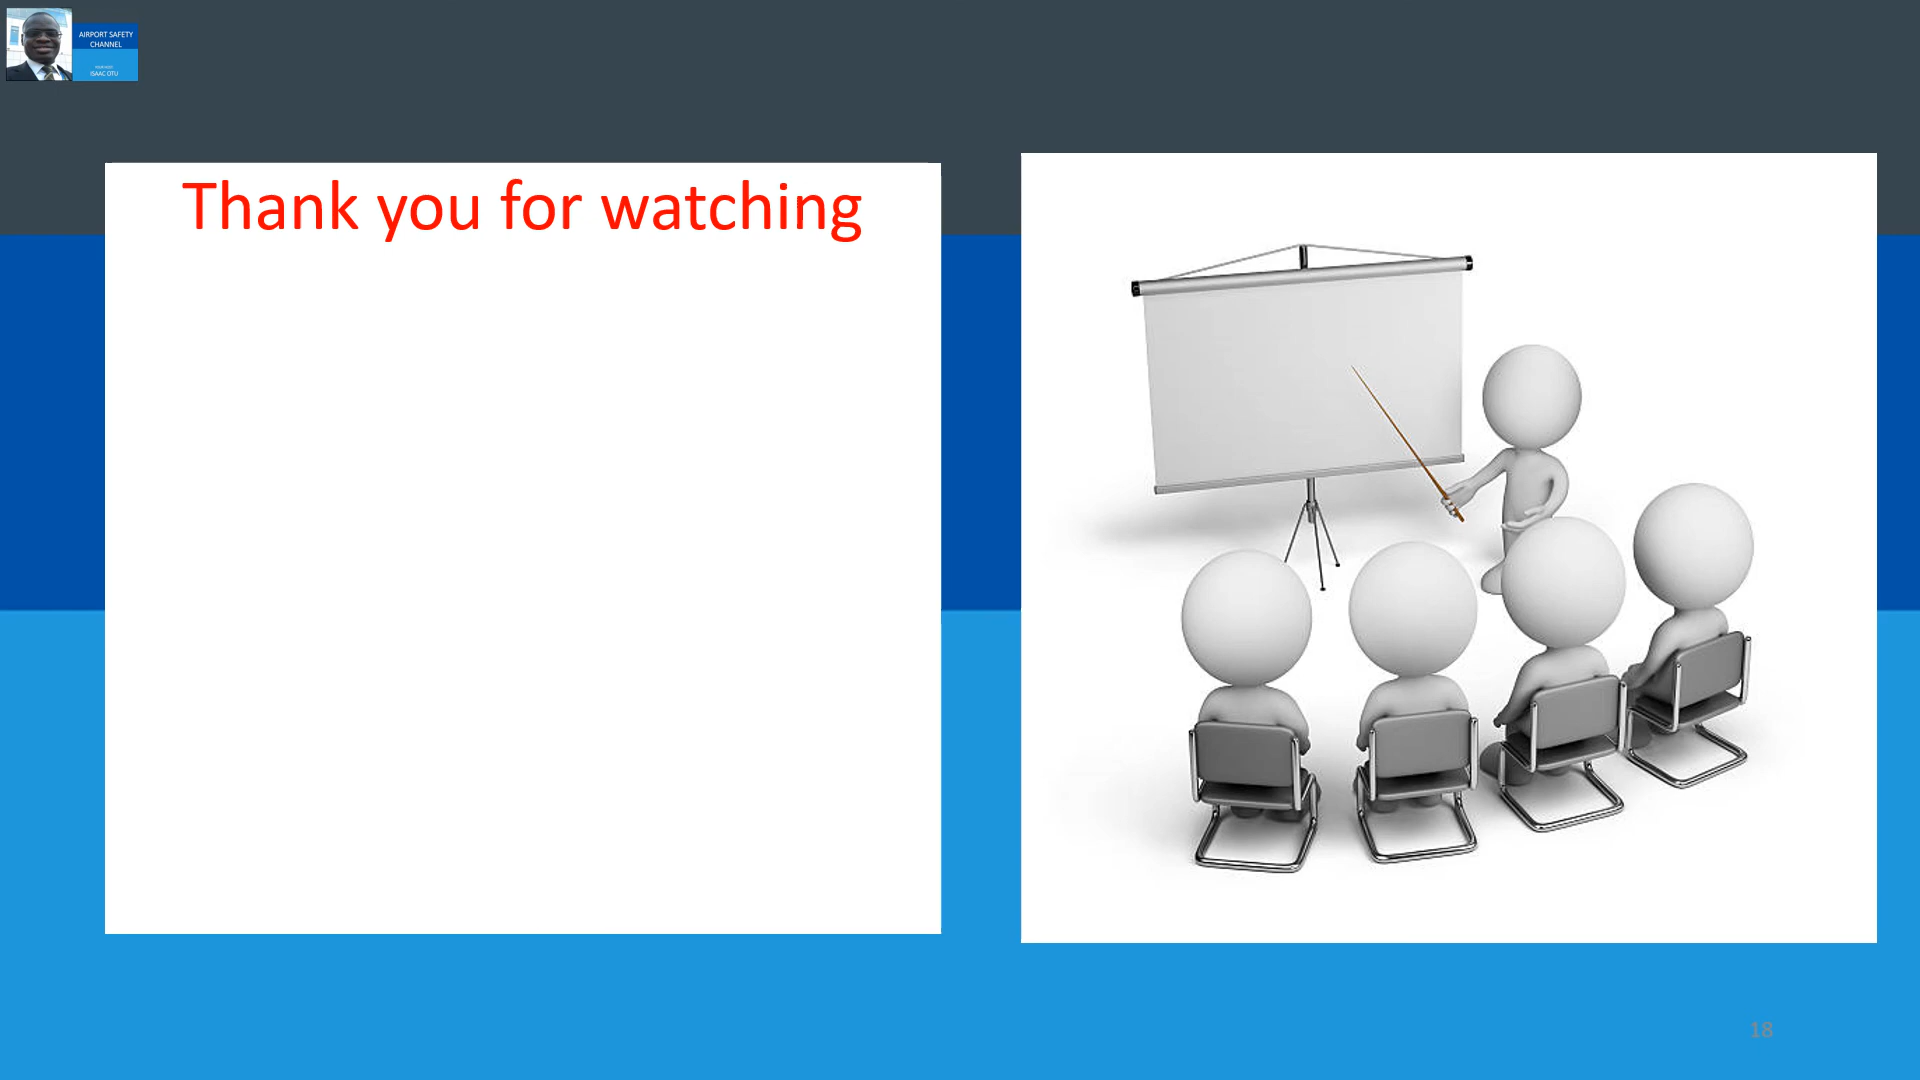 AIRPORT SAFETY
CHANNEL
ISAAC OTU
Thank you for watching
18